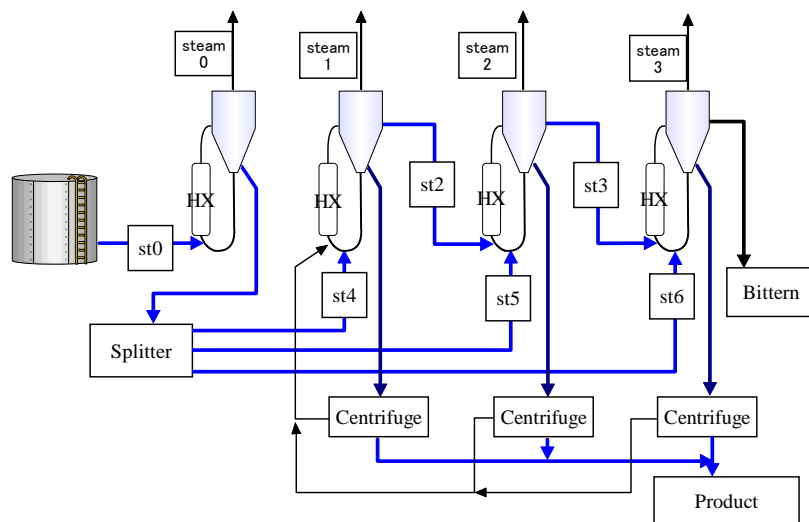 steam
0
steam
1
steam
2
steam
3
HX
HX
HX
HX
st2
st3
st0
st4
st5
st6
Bittern
Splitter
Centrifuge
Centrifuge
Centrifuge
Product